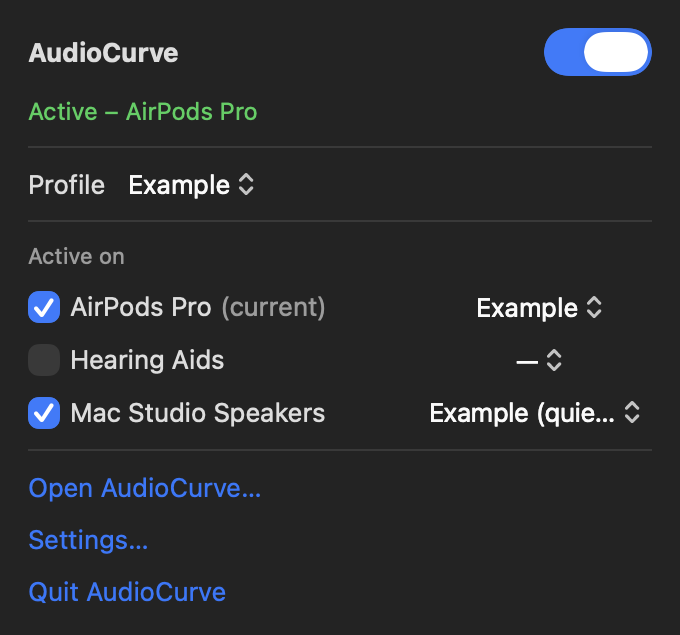 AudioCurve
Active – AirPods Pro
Profile Example
Active on
AirPods Pro (current) Example
Hearing Aids —
Mac Studio Speakers Example (quie...
Open AudioCurve...
Settings...
Quit AudioCurve